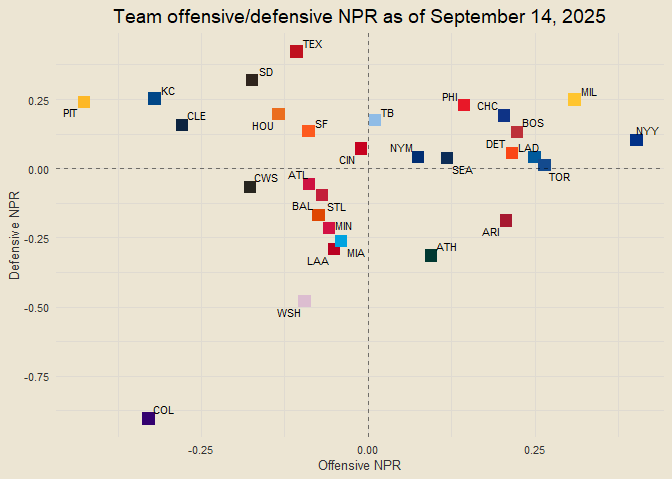 Team offensive/defensive NPR as of September 14, 2025
TEX
SD
KC
PIT
CLE
HOU
SF
TB
PHI
CHC
MIL
BOS
NYY
CIN
NYM
SEA
DET
LAD
TOR
CWS
ATL
BAL
STL
MIN
MIA
LAA
ARI
ATH
WSH
COL
0.25
0.00
-0.25
-0.50
-0.75
Defensive NPR
-0.25
0.00
0.25
Offensive NPR